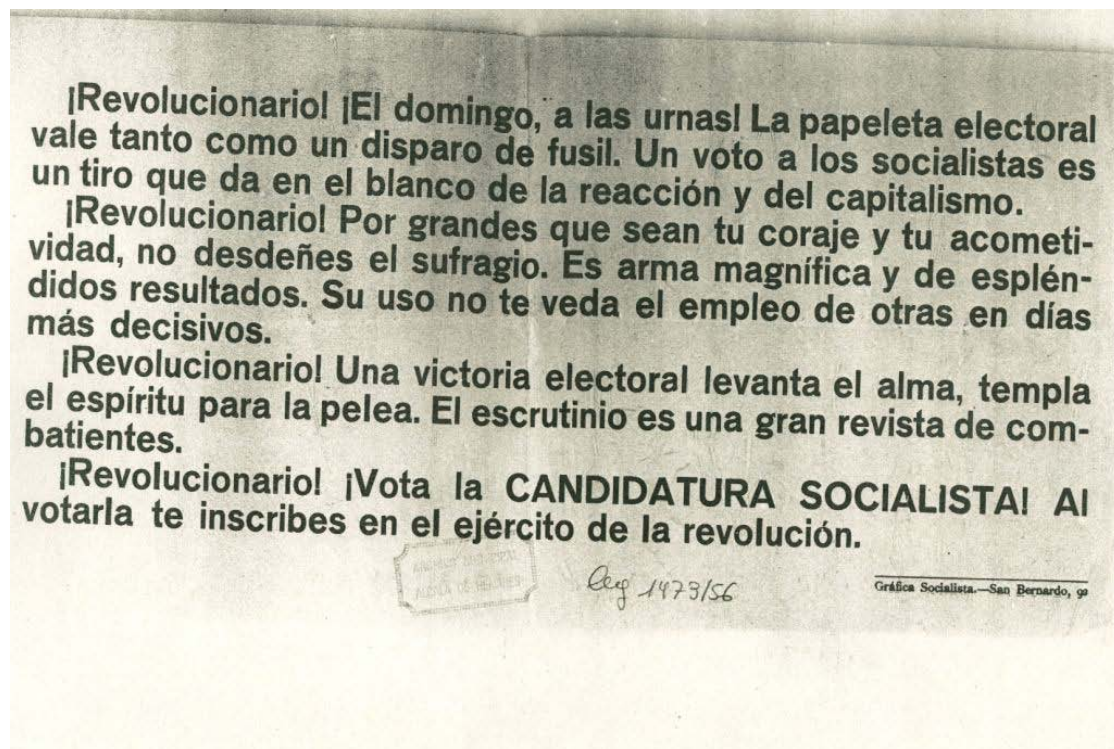 ¡Revolucionario! ¡El domingo, a las urnas! La papeleta electoral
vale tanto como un disparo de fusil. Un voto a los socialistas es
un tiro que da en el blanco de la reacción y del capitalismo.
¡Revolucionario! Por grandes que sean tu coraje y tu acometi-
vidad, no desdeñes el sufragio. Es arma magnífica y de esplén-
didos resultados. Su uso no te veda el empleo de otras en días
más decisivos.
¡Revolucionario! Una victoria electoral levanta el alma, templa
el espíritu para la pelea. El escrutinio es una gran revista de com-
batientes.
¡Revolucionario! ¡Vota la CANDIDATURA SOCIALISTA! Al
votarla te inscribes en el ejército de la revolución.
leg 1473/56
Gráfica Socialista.—San Bernardo, 92